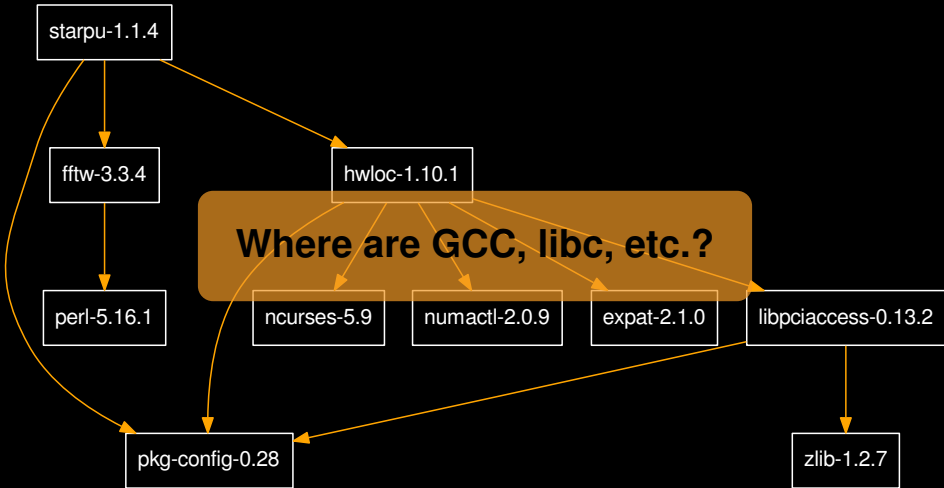 starpu-1.1.4
fftw-3.3.4
hwloc-1.10.1
Where are GCC, libc, etc.?
perl-5.16.1
ncurses-5.9
numactl-2.0.9
expat-2.1.0
libpciaccess-0.13.2
pkg-config-0.28
zlib-1.2.7